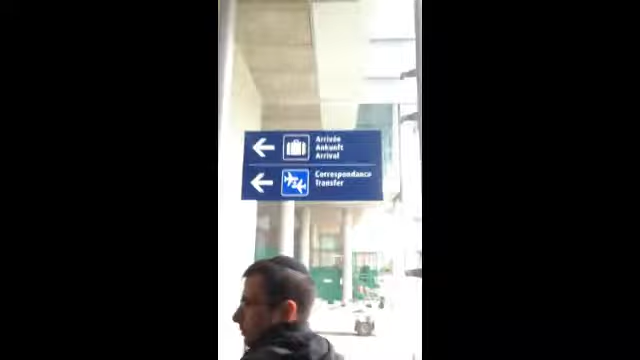 Arrivée
Ankunft
Arrival
Correspondance
Transfer